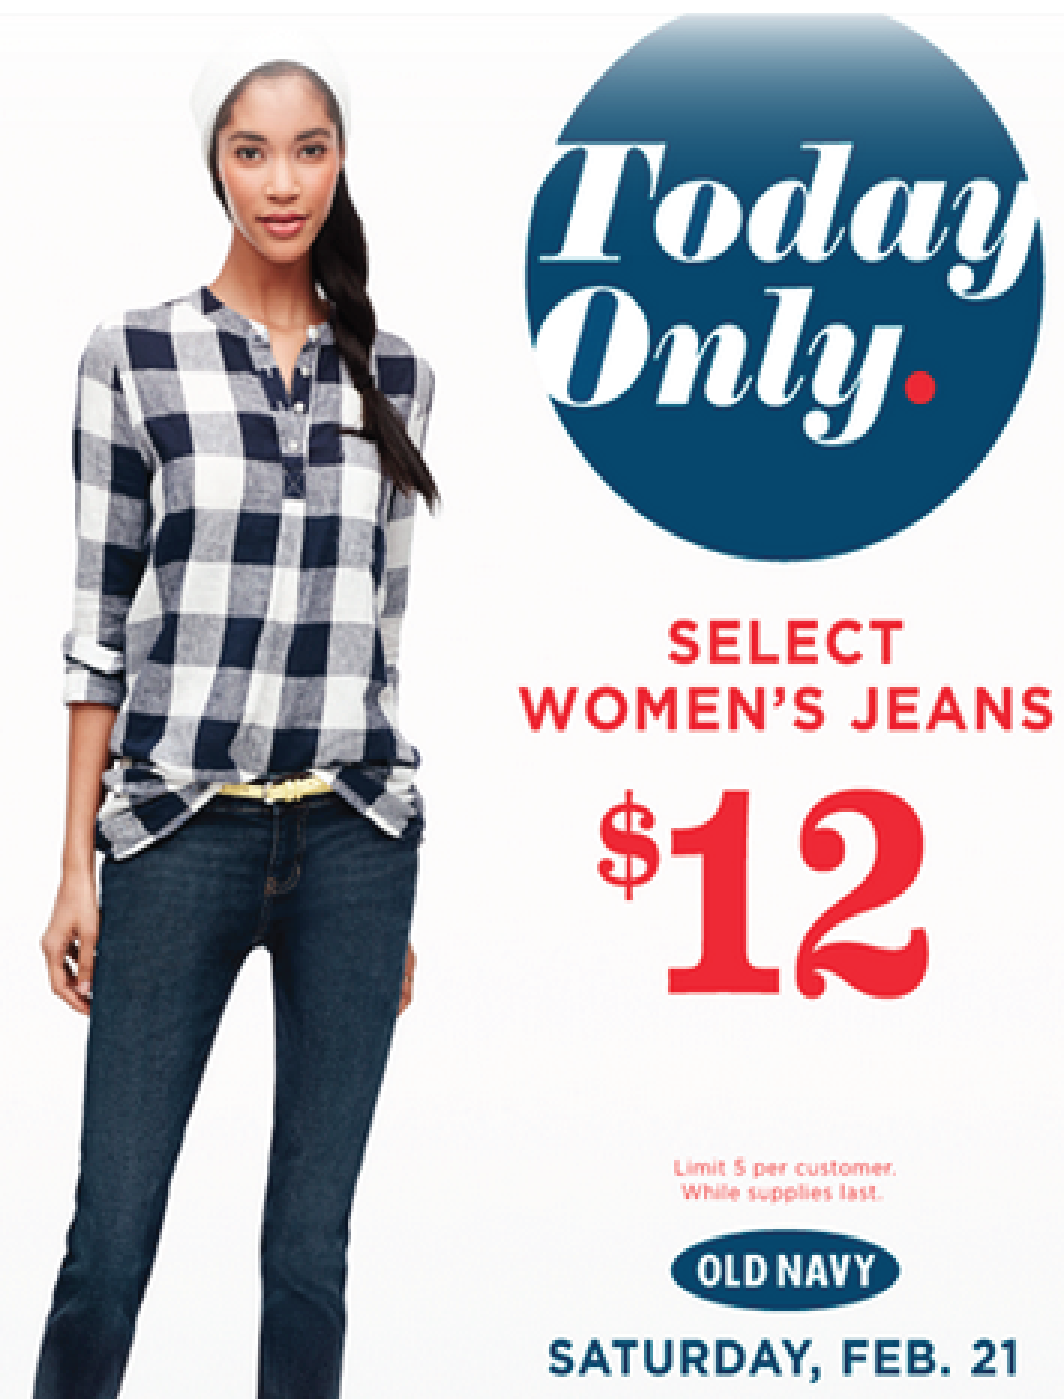 Today
Only.
SELECT
WOMEN'S JEANS
$12
Limit 5 per customer.
While supplies last.
OLD NAVY
SATURDAY, FEB. 21